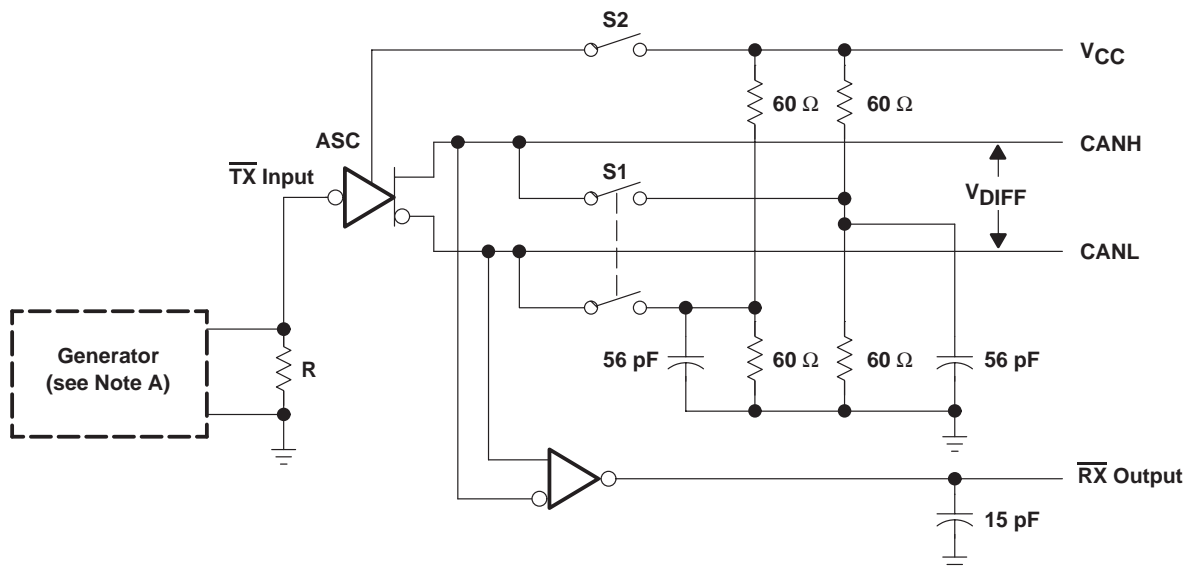 S2
VCC
60 Ω
60 Ω
ASC
CANH
TX Input
S1
VDIFF
CANL
Generator
(see Note A)
R
56 pF
60 Ω
60 Ω
56 pF
RX Output
15 pF